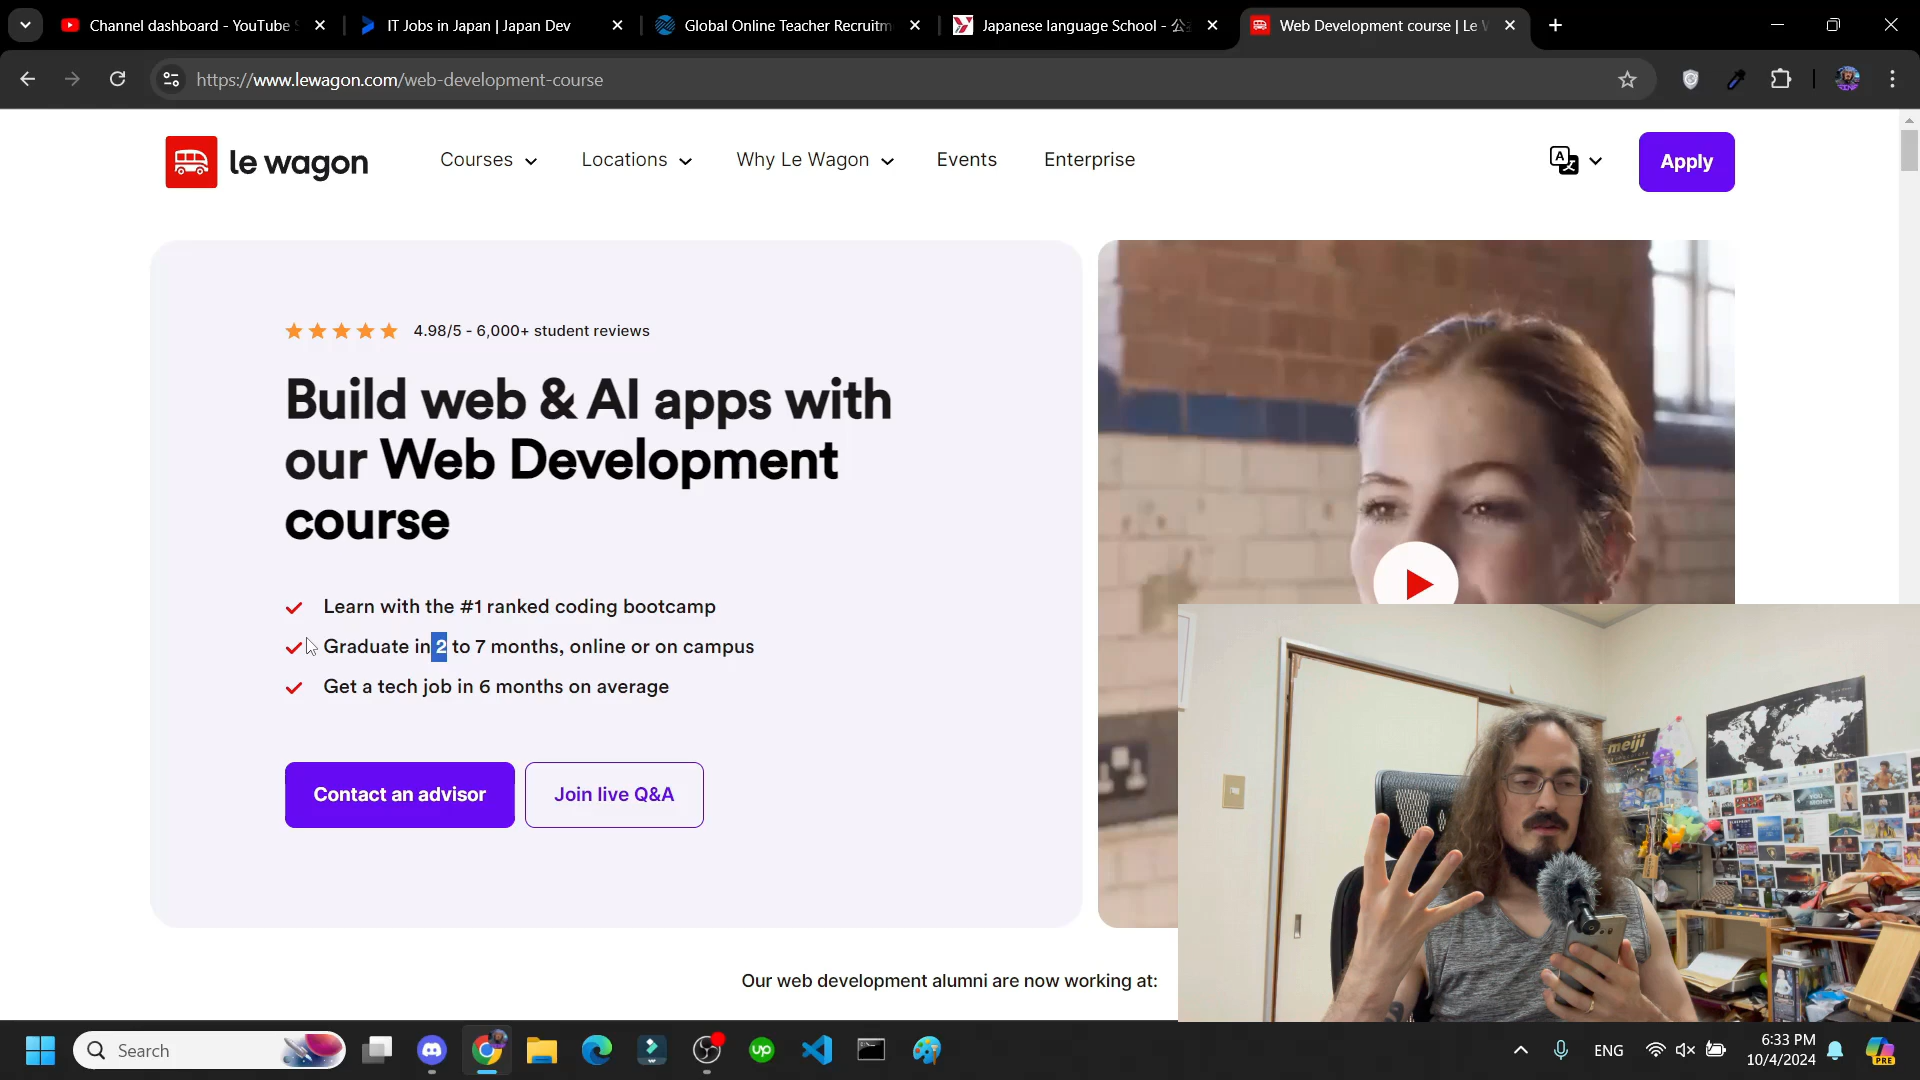 Channel dashboard - YouTube S
IT Jobs in Japan | Japan Dev
Global Online Teacher Recruitm
Japanese language School - 公
Web Development course | Le W
https://www.lewagon.com/web-development-course
le wagon
Courses
Locations
Why Le Wagon
Events
Enterprise
Apply
4.98/5 - 6,000+ student reviews
Build web & AI apps with
our Web Development
course
Learn with the #1 ranked coding bootcamp
Graduate in 2 to 7 months, online or on campus
Get a tech job in 6 months on average
Contact an advisor
Join live Q&A
Our web development alumni are now working at:
meiji
YOU
MONEY
Search
up
ENG
6:33 PM
10/4/2024
PRE